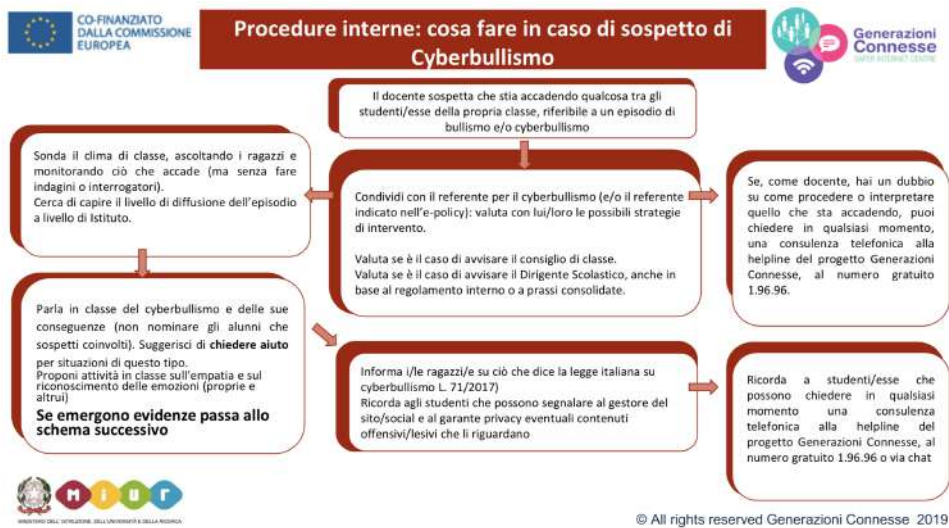 CO-FINANZIATO
DALLA COMMISSIONE
EUROPEA
Procedure interne: cosa fare in caso di sospetto di
Cyberbullismo
Generazioni
Connesse
SAFER INTERNET CENTRE
Il docente sospetta che stia accadendo qualcosa tra gli
studenti/esse della propria classe, riferibile a un episodio di
bullismo e/o cyberbullismo
Sonda il clima di classe, ascoltando i ragazzi e
monitorando ciò che accade (ma senza fare
indagini o interrogatori).
Cerca di capire il livello di diffusione dell'episodio
a livello di Istituto.
Condividi con il referente per il cyberbullismo (e/o il referente
indicato nell'e-policy): valuta con lui/loro le possibili strategie
di intervento.
Valuta se è il caso di avvisare il consiglio di classe.
Valuta se è il caso di avvisare il Dirigente Scolastico, anche in
base al regolamento interno o a prassi consolidate.
Se, come docente, hai un dubbio
su come procedere o interpretare
quello che sta accadendo, puoi
chiedere in qualsiasi momento,
una consulenza telefonica alla
helpline del progetto Generazioni
Connesse, al numero gratuito
1.96.96.
Parla in classe del cyberbullismo e delle sue
conseguenze (non nominare gli alunni che
sospetti coinvolti). Suggerisci di chiedere aiuto
per situazioni di questo tipo.
Proponi attività in classe sull'empatia e sul
riconoscimento delle emozioni (proprie e
altrui)
Se emergono evidenze passa allo
schema successivo
Informa i/le ragazzi/e su ciò che dice la legge italiana su
cyberbullismo L. 71/2017)
Ricorda agli studenti che possono segnalare al gestore del
sito/social e al garante privacy eventuali contenuti
offensivi/lesivi che li riguardano
Ricorda a studenti/esse che
possono chiedere in qualsiasi
momento una consulenza
telefonica alla helpline del
progetto Generazioni Connesse, al
numero gratuito 1.96.96 o via chat
miur
MINISTERO DELL'ISTRUZIONE, DELL'UNIVERSITÀ E DELLA RICERCA
© All rights reserved Generazioni Connesse 2019